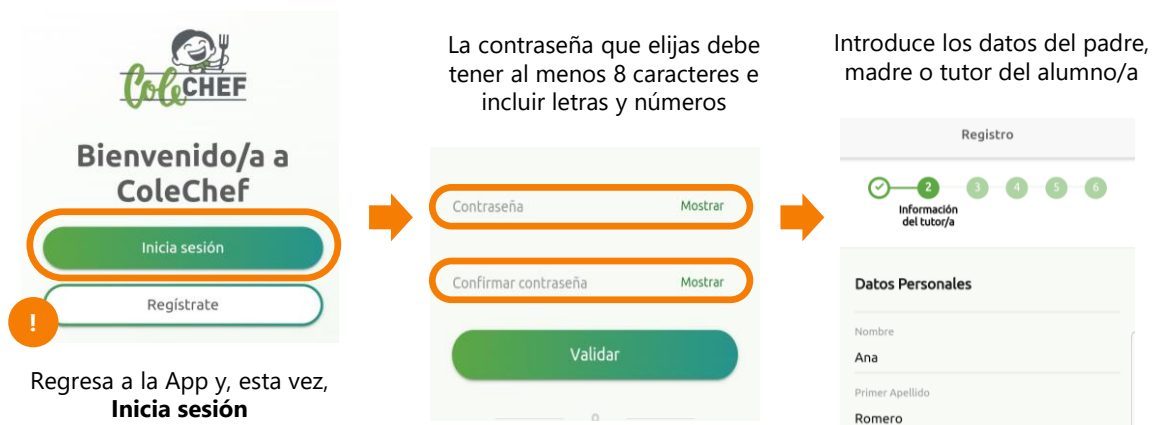 ColeCHEF
Bienvenido/a a
ColeChef
Inicia sesión
Regístrate
!
Regresa a la App y, esta vez,
Inicia sesión
La contraseña que elijas debe
tener al menos 8 caracteres e
incluir letras y números
Contraseña Mostrar
Confirmar contraseña Mostrar
Validar
o
Introduce los datos del padre,
madre o tutor del alumno/a
Registro
2 3 4 5 6
Información
del tutor/a
Datos Personales
Nombre
Ana
Primer Apellido
Romero